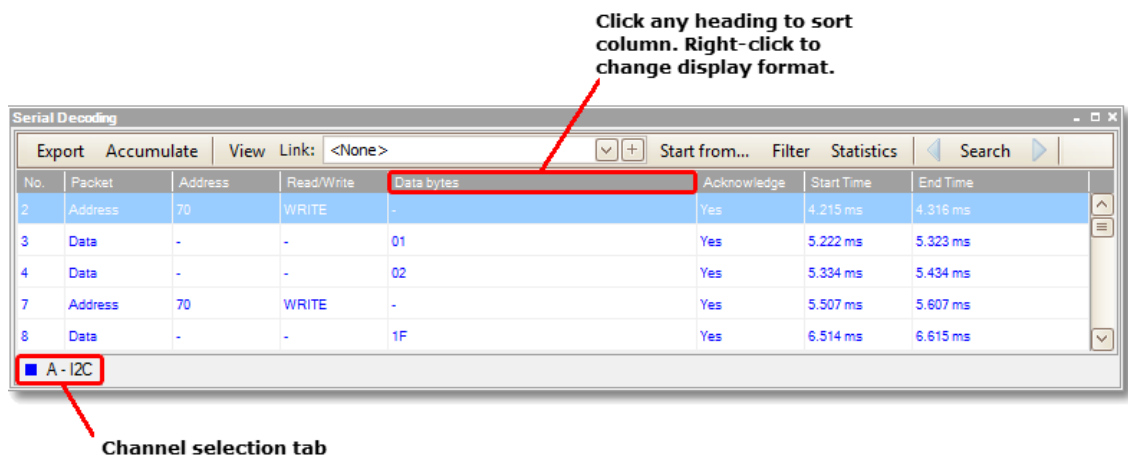 Click any heading to sort
column. Right-click to
change display format.
Serial Decoding
Export Accumulate View Link: <None> Start from... Filter Statistics Search
No. Packet Address Read/Write Data bytes Acknowledge Start Time End Time
2 Address 70 WRITE - Yes 4.215 ms 4.316 ms
3 Data - - 01 Yes 5.222 ms 5.323 ms
4 Data - - 02 Yes 5.334 ms 5.434 ms
7 Address 70 WRITE - Yes 5.507 ms 5.607 ms
8 Data - - 1F Yes 6.514 ms 6.615 ms
A - I2C
Channel selection tab